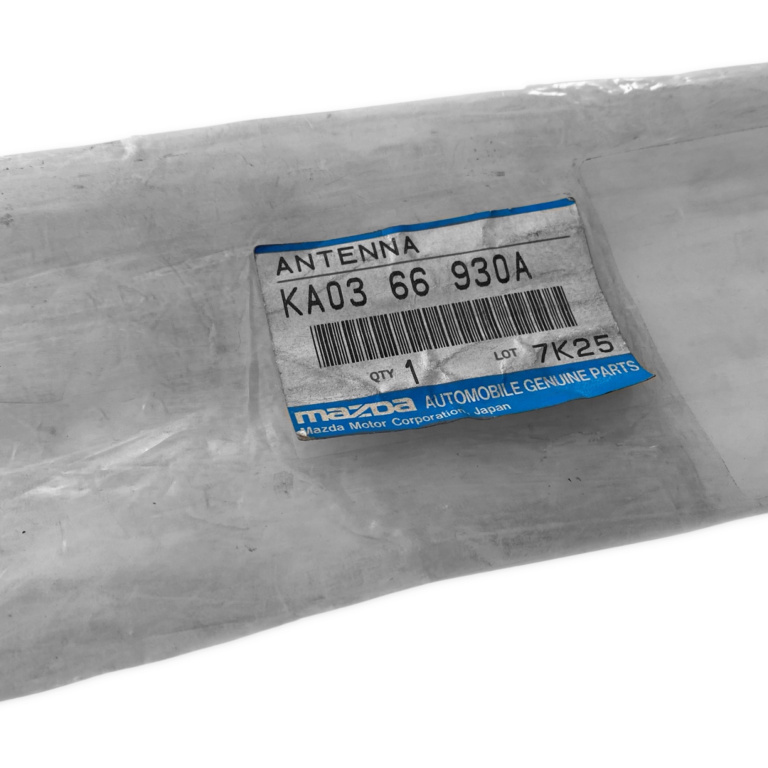 ANTENNA
KA03 66 930A
QTY 1 LOT 7K25
mazda AUTOMOBILE GENUINE PARTS
Mazda Motor Corporation, Japan